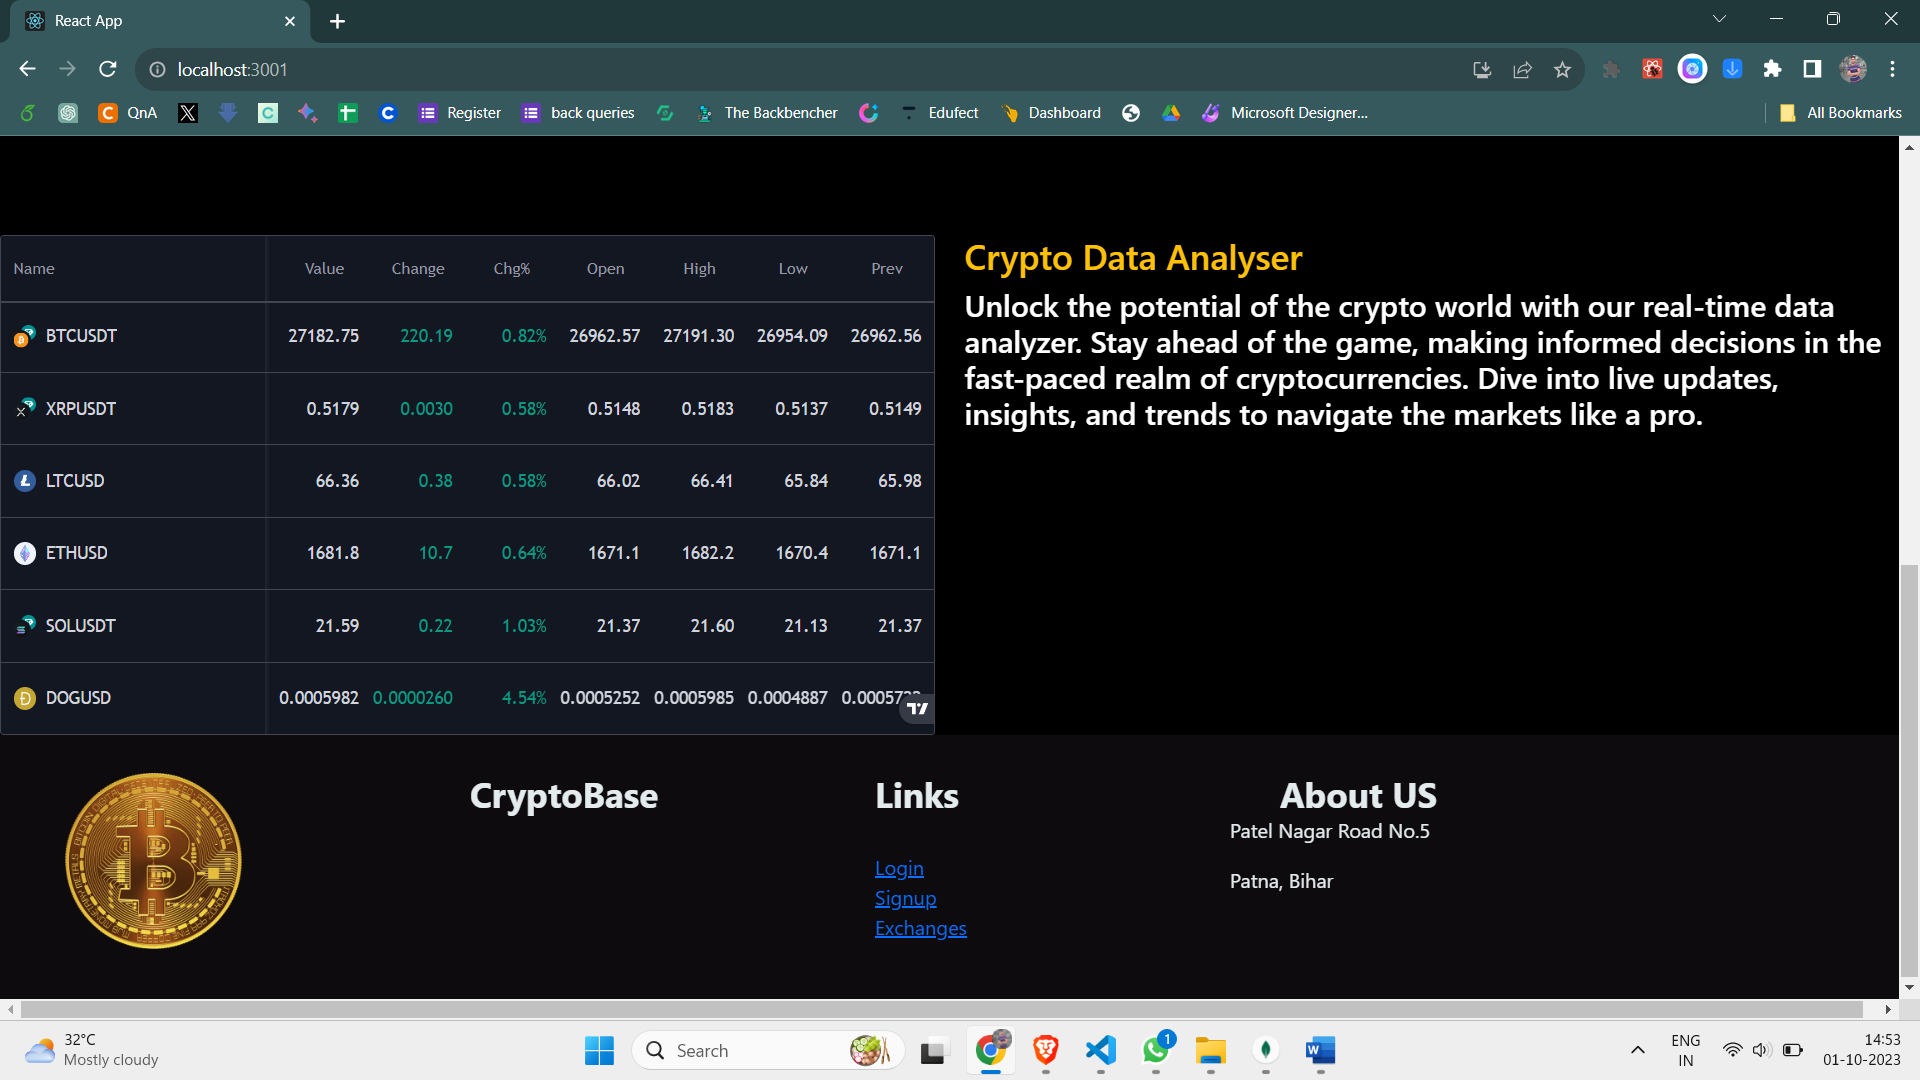 React App
localhost:3001
QnA
Register
back queries
The Backbencher
Edufect
Dashboard
Microsoft Designer...
All Bookmarks
Name Value Change Chg% Open High Low Prev
BTCUSDT 27182.75 220.19 0.82% 26962.57 27191.30 26954.09 26962.56
XRPUSDT 0.5179 0.0030 0.58% 0.5148 0.5183 0.5137 0.5149
LTCUSD 66.36 0.38 0.58% 66.02 66.41 65.84 65.98
ETHUSD 1681.8 10.7 0.64% 1671.1 1682.2 1670.4 1671.1
SOLUSDT 21.59 0.22 1.03% 21.37 21.60 21.13 21.37
DOGUSD 0.0005982 0.0000260 4.54% 0.0005252 0.0005985 0.0004887
Crypto Data Analyser
Unlock the potential of the crypto world with our real-time data
analyzer. Stay ahead of the game, making informed decisions in the
fast-paced realm of cryptocurrencies. Dive into live updates,
insights, and trends to navigate the markets like a pro.
CryptoBase
Links
Login
Signup
Exchanges
About US
Patel Nagar Road No.5
Patna, Bihar
32°C
Mostly cloudy
Search
1
ENG
IN
14:53
01-10-2023